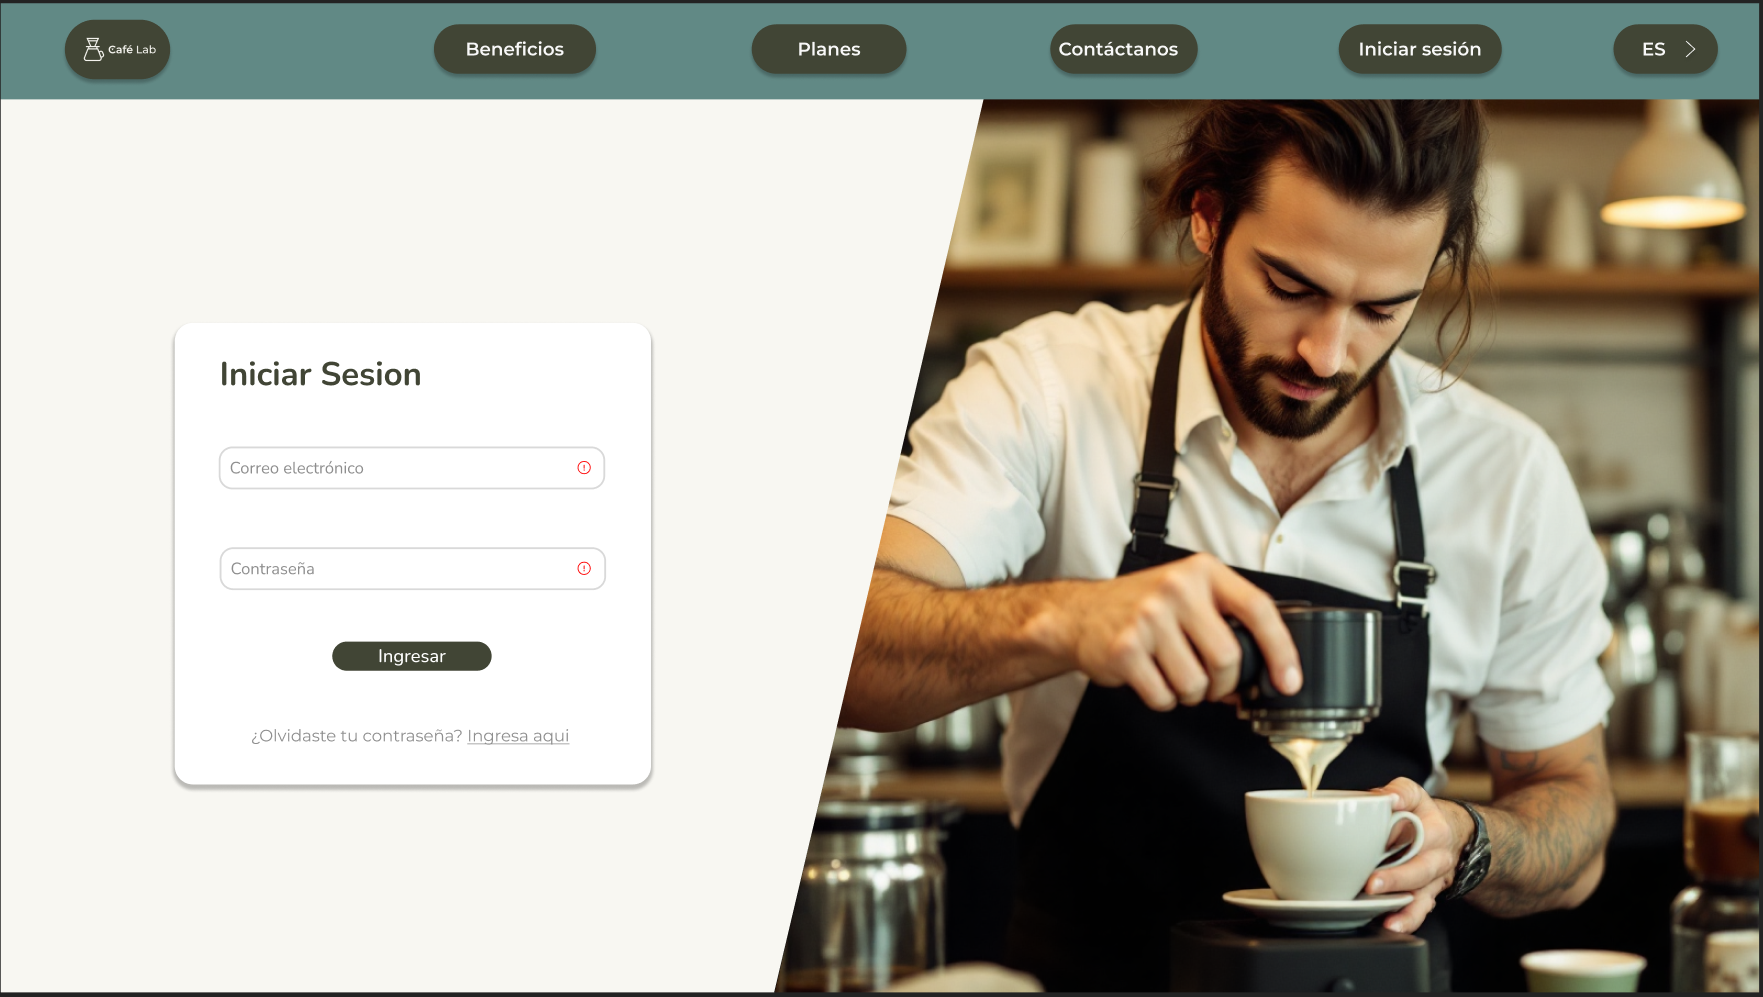 Café Lab
Beneficios
Planes
Contáctanos
Iniciar sesión
ES
Iniciar Sesion
Correo electrónico
Contraseña
Ingresar
¿Olvidaste tu contraseña? Ingresa aqui